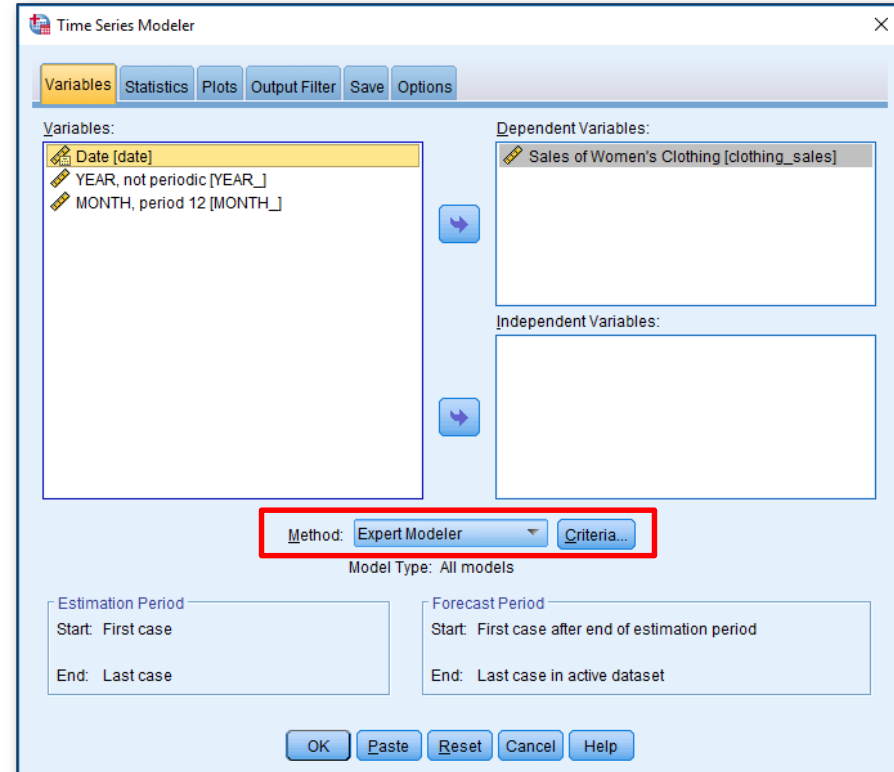 Time Series Modeler
Variables Statistics Plots Output Filter Save Options
Variables:
Date [date]
YEAR, not periodic [YEAR_]
MONTH, period 12 [MONTH_]
Dependent Variables:
Sales of Women's Clothing [clothing_sales]
Independent Variables:
Method: Expert Modeler Criteria...
Model Type: All models
Estimation Period
Start: First case
End: Last case
Forecast Period
Start: First case after end of estimation period
End: Last case in active dataset
OK Paste Reset Cancel Help